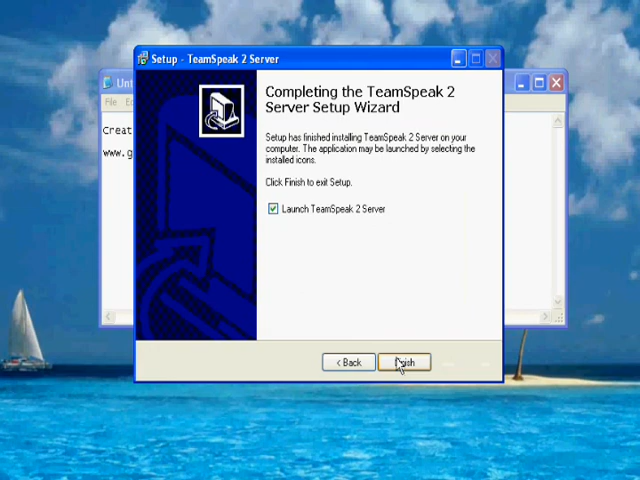 Setup - TeamSpeak 2 Server
Unt
File
Creat
www.g
Completing the TeamSpeak 2
Server Setup Wizard
Setup has finished installing TeamSpeak 2 Server on your
computer. The application may be launched by selecting the
installed icons.
Click Finish to exit Setup.
Launch TeamSpeak 2 Server
< Back
Finish